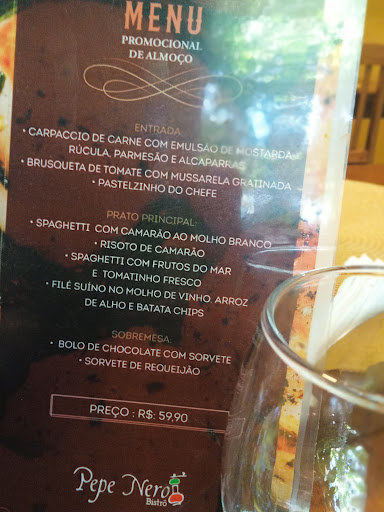 MENU
PROMOCIONAL
DE ALMOÇO
ENTRADA
• CARPACCIO DE CARNE COM EMULSÃO DE MOSTARDA,
RÚCULA, PARMESÃO E ALCAPARRAS
• BRUSQUETA DE TOMATE COM MUSSARELA GRATINADA
• PASTELZINHO DO CHEFE
PRATO PRINCIPAL:
• SPAGHETTI COM CAMARÃO AO MOLHO BRANCO
• RISOTO DE CAMARÃO
• SPAGHETTI COM FRUTOS DO MAR
E TOMATINHO FRESCO
• FILÉ SUÍNO NO MOLHO DE VINHO, ARROZ
DE ALHO E BATATA CHIPS
SOBREMESA:
• BOLO DE CHOCOLATE COM SORVETE
• SORVETE DE REQUEIJÃO
PREÇO : R$: 59,90
Pepe Nero
Bistrô